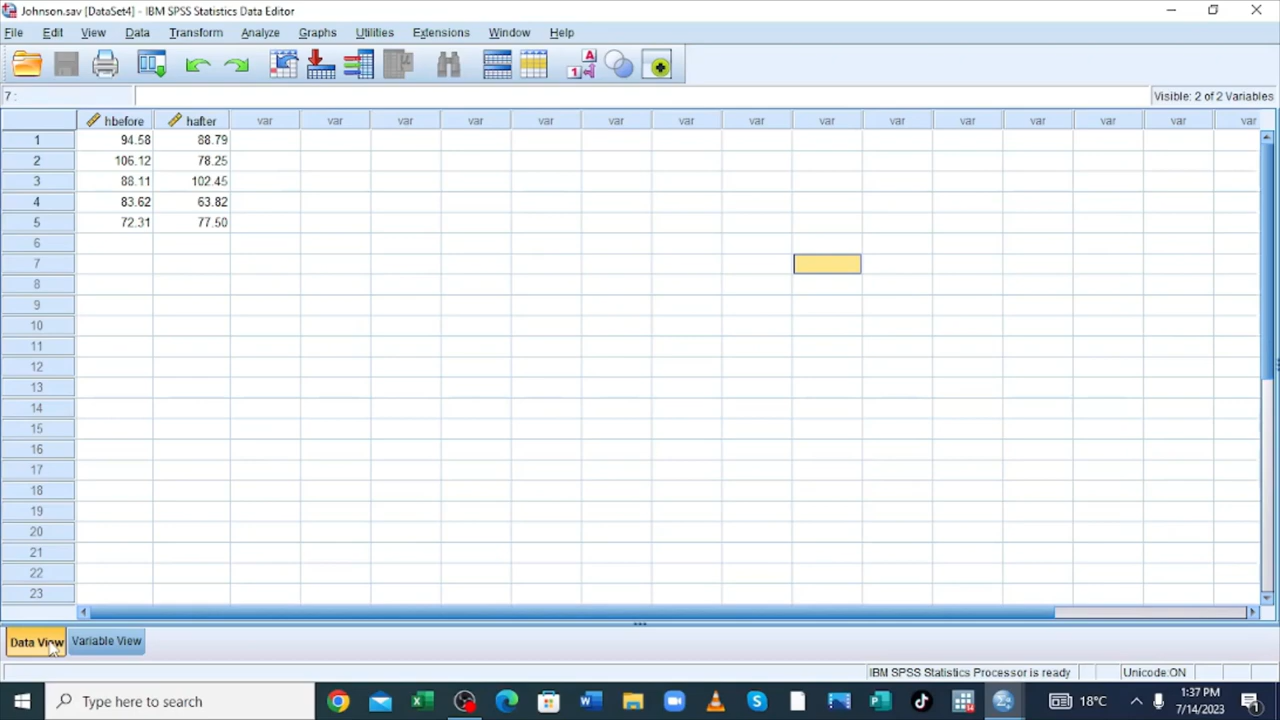 Johnson.sav [DataSet4] - IBM SPSS Statistics Data Editor
File Edit View Data Transform Analyze Graphs Utilities Extensions Window Help
7 : Visible: 2 of 2 Variables
hbefore hafter var var var var var var var var var var var var var var var
1 94.58 88.79
2 106.12 78.25
3 88.11 102.45
4 83.62 63.82
5 72.31 77.50
6
7
8
9
10
11
12
13
14
15
16
17
18
19
20
21
22
23
Data View Variable View
IBM SPSS Statistics Processor is ready Unicode:ON
Type here to search 18°C 1:37 PM
7/14/2023